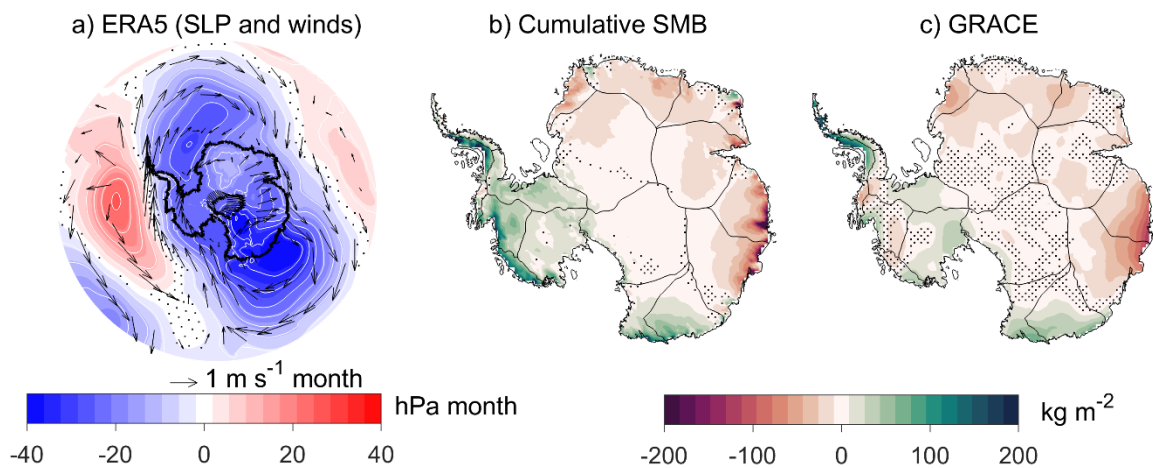 a) ERA5 (SLP and winds)
b) Cumulative SMB
c) GRACE
1 m s⁻¹ month
hPa month
-40 -20 0 20 40
kg m⁻²
-200 -100 0 100 200